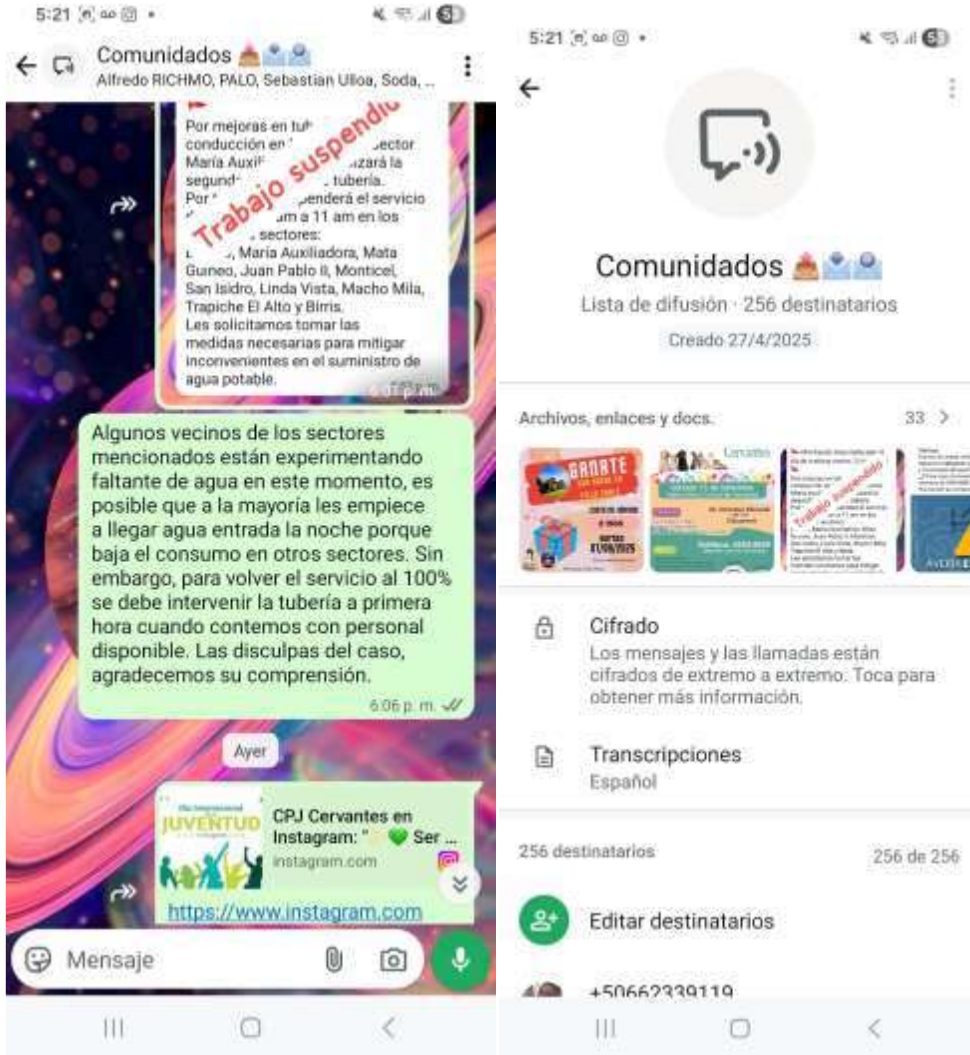 5:21
Comunidados
Alfredo RICHMO, PALO, Sebastian Ulloa, Soda, ...
Por mejoras en
conducción en sector
María
segund tubería.
Por penderá el servicio
am a 11 am en los
sectores:
María Auxiliadora, Mata
Guineo, Juan Pablo II, Monticel,
San Isidro, Linda Vista, Macho Mila,
Trapiche El Alto y Birris.
Les solicitamos tomar las
medidas necesarias para mitigar
inconvenientes en el suministro de
agua potable.
Trabajo suspendido
Algunos vecinos de los sectores
mencionados están experimentando
faltante de agua en este momento, es
posible que a la mayoría les empiece
a llegar agua entrada la noche porque
baja el consumo en otros sectores. Sin
embargo, para volver el servicio al 100%
se debe intervenir la tubería a primera
hora cuando contemos con personal
disponible. Las disculpas del caso,
agradecemos su comprensión.
6:06 p. m.
Ayer
JUVENTUD
CPJ Cervantes en
Instagram: " Ser ...
instagram.com
https://www.instagram.com
Mensaje
5:21
Comunidados
Lista de difusión · 256 destinatarios
Creado 27/4/2025
Archivos, enlaces y docs.
33
GANATE
Cervantes
Trabajo suspendido
Cifrado
Los mensajes y las llamadas están
cifrados de extremo a extremo. Toca para
obtener más información.
Transcripciones
Español
256 destinatarios
256 de 256
Editar destinatarios
+50662339119